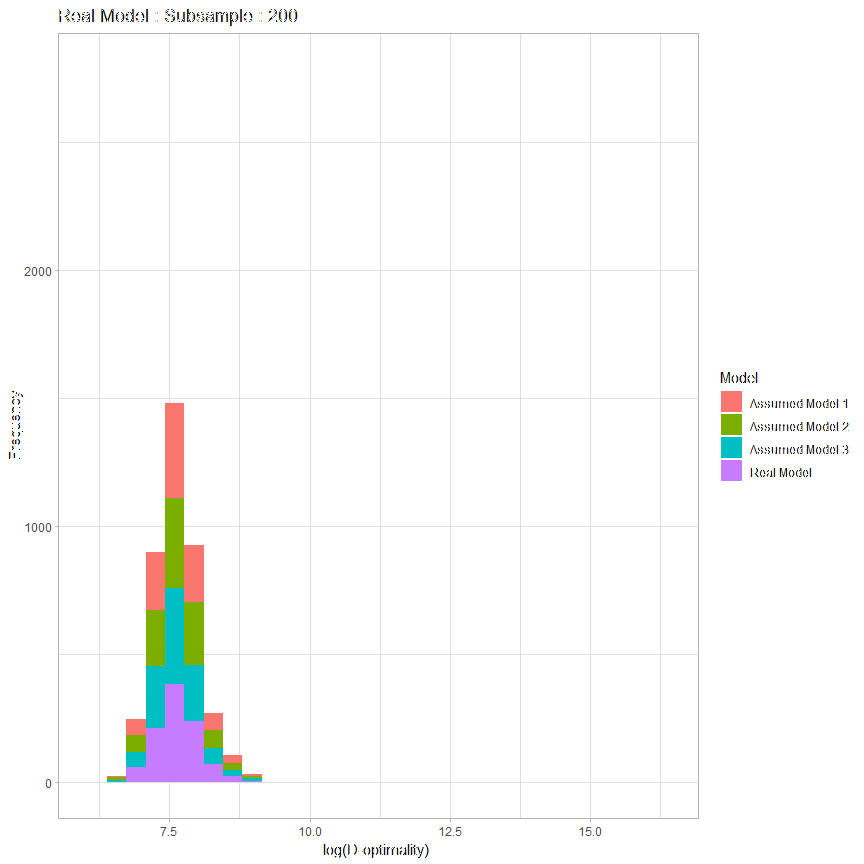 Real Model : Subsample : 200
Frequency
2000
1000
0
7.5
10.0
12.5
15.0
log(D-optimality)
Model
Assumed Model 1
Assumed Model 2
Assumed Model 3
Real Model